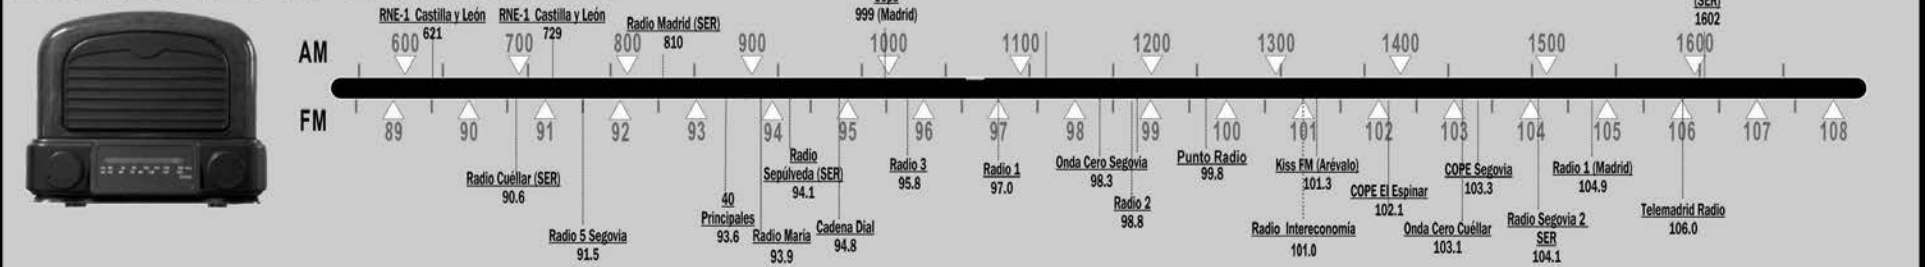 (SER)
1602
999 (Madrid)
RNE-1 Castilla y León
621
RNE-1 Castilla y León
729
Radio Madrid (SER)
810
AM
600 700 800 900 1000 1100 1200 1300 1400 1500 1600
FM
89 90 91 92 93 94 95 96 97 98 99 100 101 102 103 104 105 106 107 108
Radio Cuéllar (SER)
90.6
Radio 5 Segovia
91.5
40
Principales
93.6
Radio María
93.9
Radio
Sepúlveda (SER)
94.1
Cadena Dial
94.8
Radio 3
95.8
Radio 1
97.0
Onda Cero Segovia
98.3
Radio 2
98.8
Punto Radio
99.8
Radio Intereconomía
101.0
Kiss FM (Arévalo)
101.3
COPE El Espinar
102.1
Onda Cero Cuéllar
103.1
COPE Segovia
103.3
Radio Segovia 2
SER
104.1
Radio 1 (Madrid)
104.9
Telemadrid Radio
106.0